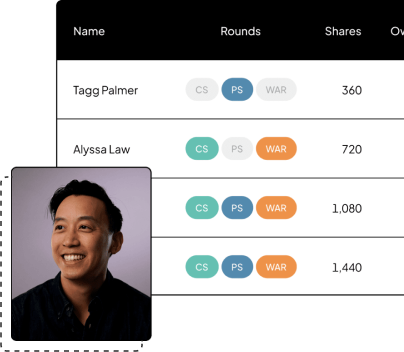 Name Rounds Shares Ov
Tagg Palmer CS PS WAR 360
Alyssa Law CS PS WAR 720
CS PS WAR 1,080
CS PS WAR 1,440